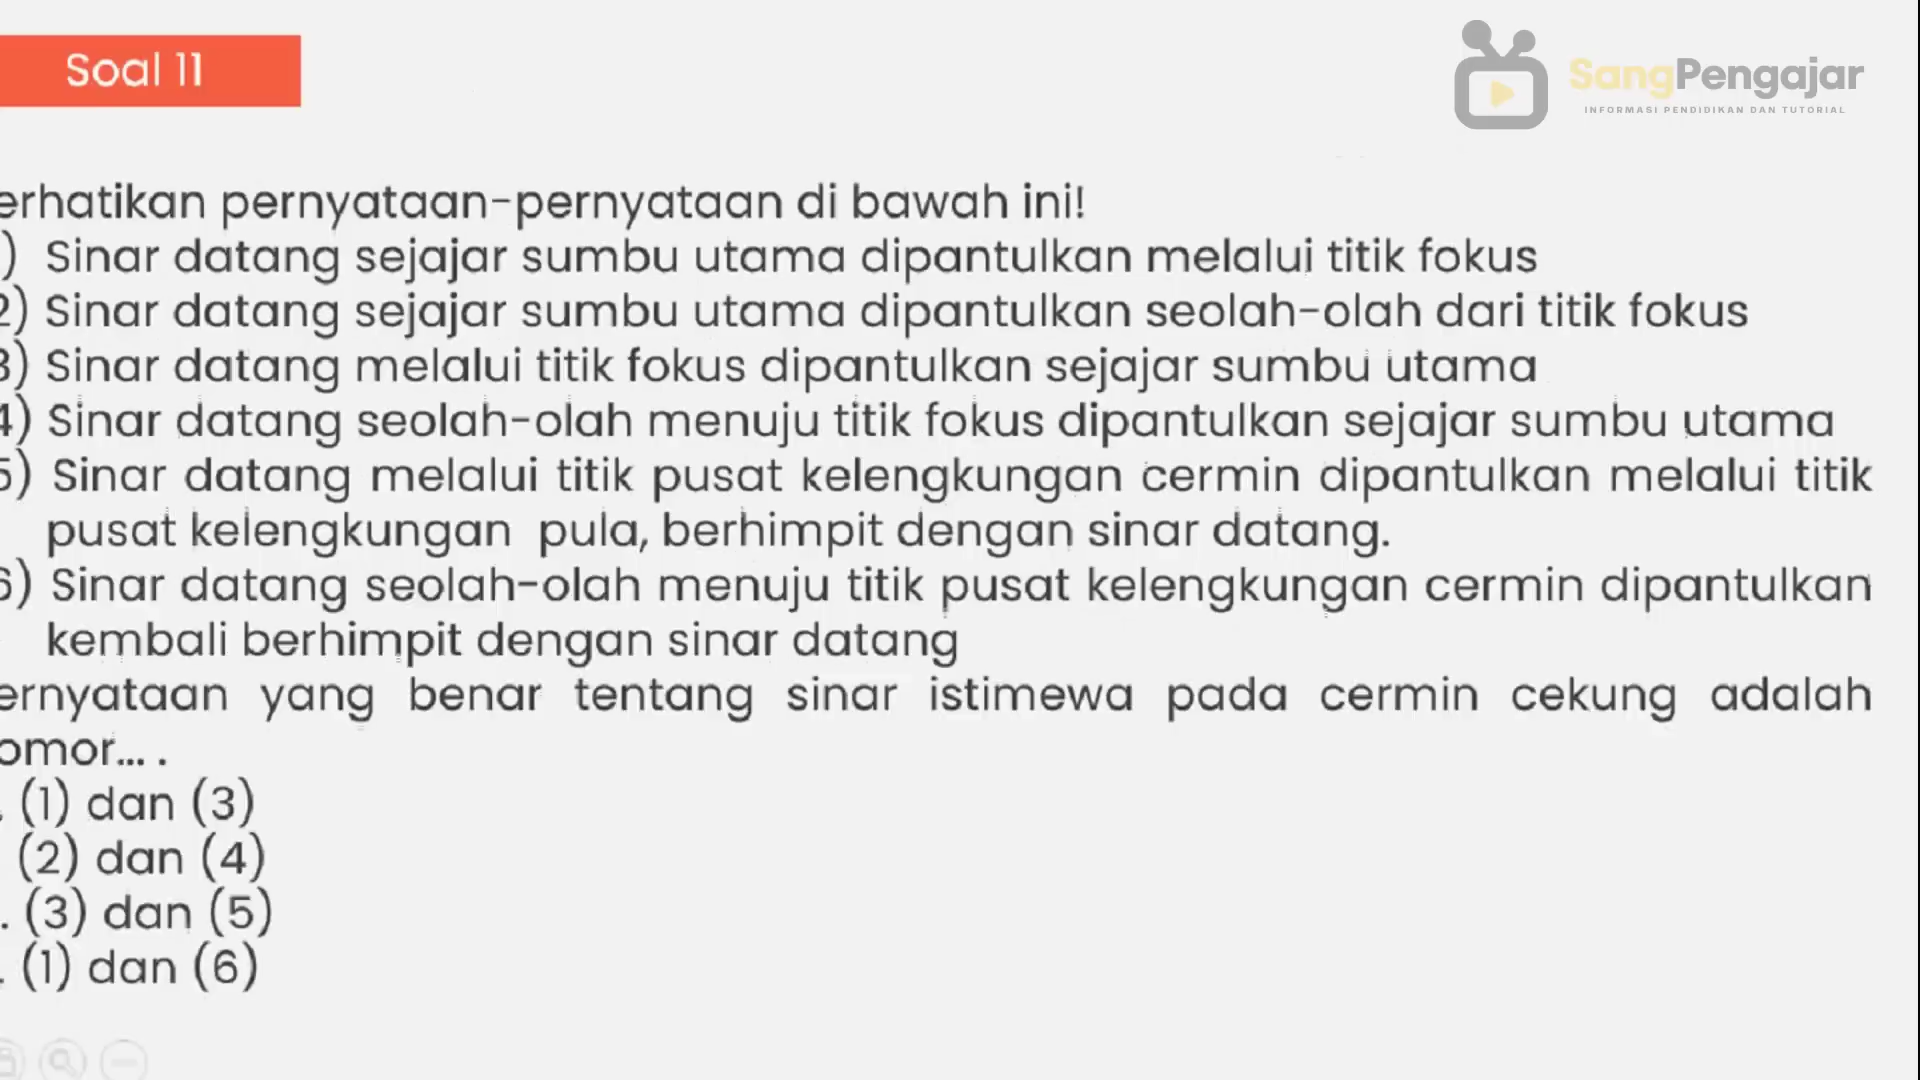 Soal 11
SangPengajar
INFORMASI PENDIDIKAN DAN TUTORIAL
erhatikan pernyataan-pernyataan di bawah ini!
) Sinar datang sejajar sumbu utama dipantulkan melalui titik fokus
2) Sinar datang sejajar sumbu utama dipantulkan seolah-olah dari titik fokus
3) Sinar datang melalui titik fokus dipantulkan sejajar sumbu utama
4) Sinar datang seolah-olah menuju titik fokus dipantulkan sejajar sumbu utama
5) Sinar datang melalui titik pusat kelengkungan cermin dipantulkan melalui titik
pusat kelengkungan pula, berhimpit dengan sinar datang.
6) Sinar datang seolah-olah menuju titik pusat kelengkungan cermin dipantulkan
kembali berhimpit dengan sinar datang
ernyataan yang benar tentang sinar istimewa pada cermin cekung adalah
omor... .
. (1) dan (3)
(2) dan (4)
. (3) dan (5)
. (1) dan (6)